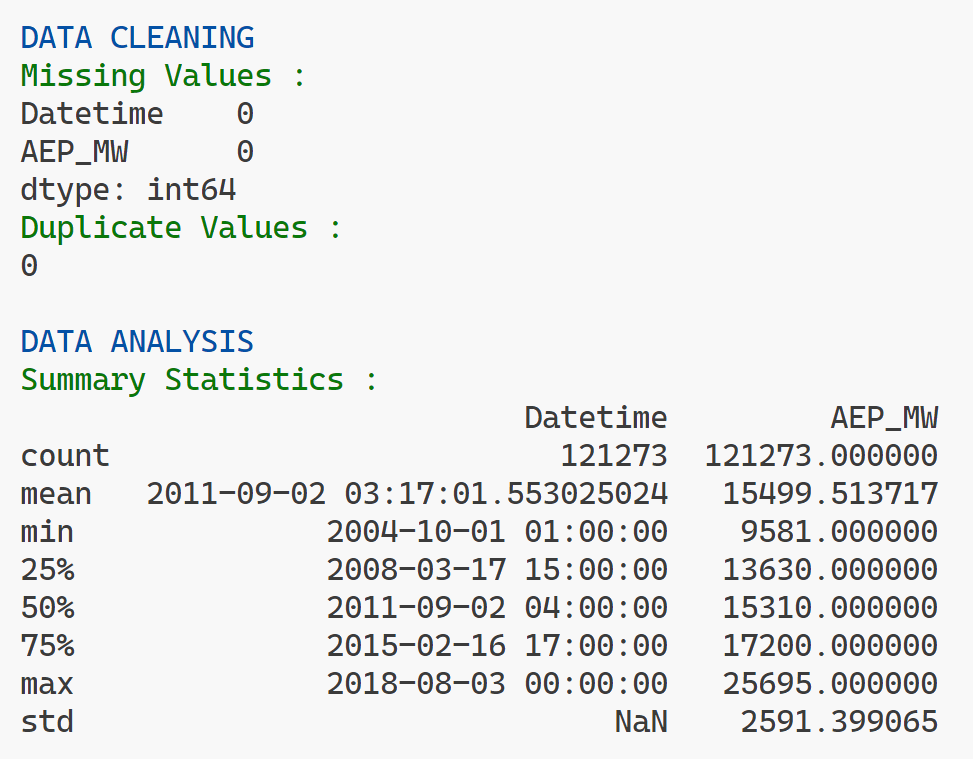 DATA CLEANING
Missing Values :
Datetime    0
AEP_MW      0
dtype: int64
Duplicate Values :
0

DATA ANALYSIS
Summary Statistics :
                            Datetime         AEP_MW
count                         121273  121273.000000
mean   2011-09-02 03:17:01.553025024   15499.513717
min              2004-10-01 01:00:00    9581.000000
25%              2008-03-17 15:00:00   13630.000000
50%              2011-09-02 04:00:00   15310.000000
75%              2015-02-16 17:00:00   17200.000000
max              2018-08-03 00:00:00   25695.000000
std                              NaN    2591.399065